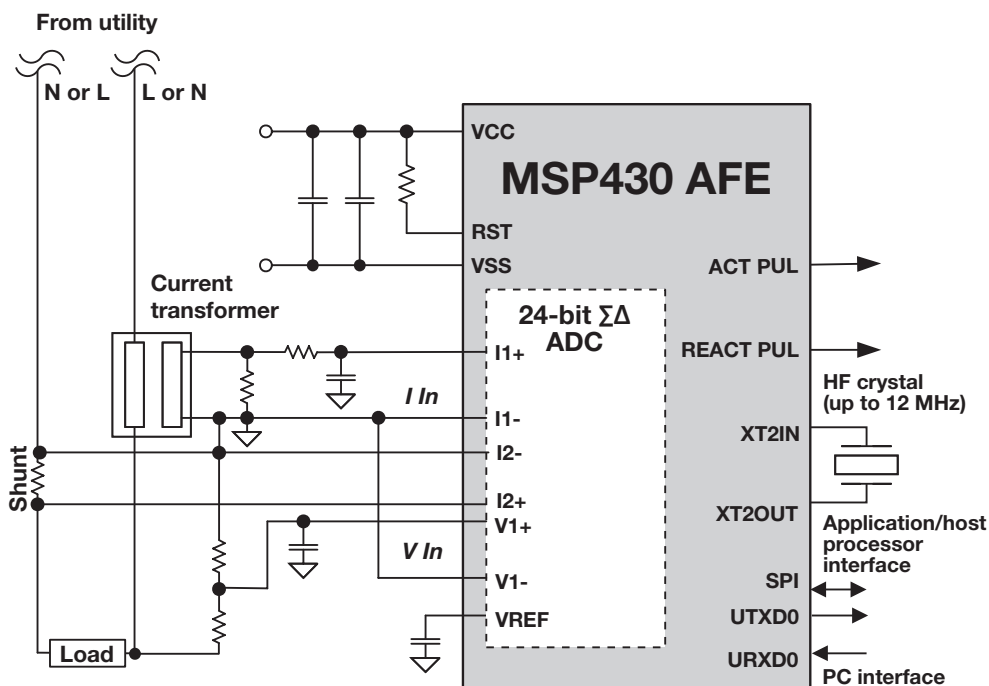 From utility
N or L
L or N
VCC
MSP430 AFE
RST
VSS
ACT PUL
Current
transformer
24-bit ΣΔ
ADC
I1+
REACT PUL
HF crystal
(up to 12 MHz)
I In
I1-
XT2IN
I2-
Shunt
I2+
V1+
XT2OUT
Application/host
processor
interface
V In
V1-
SPI
VREF
UTXD0
Load
URXD0
PC interface